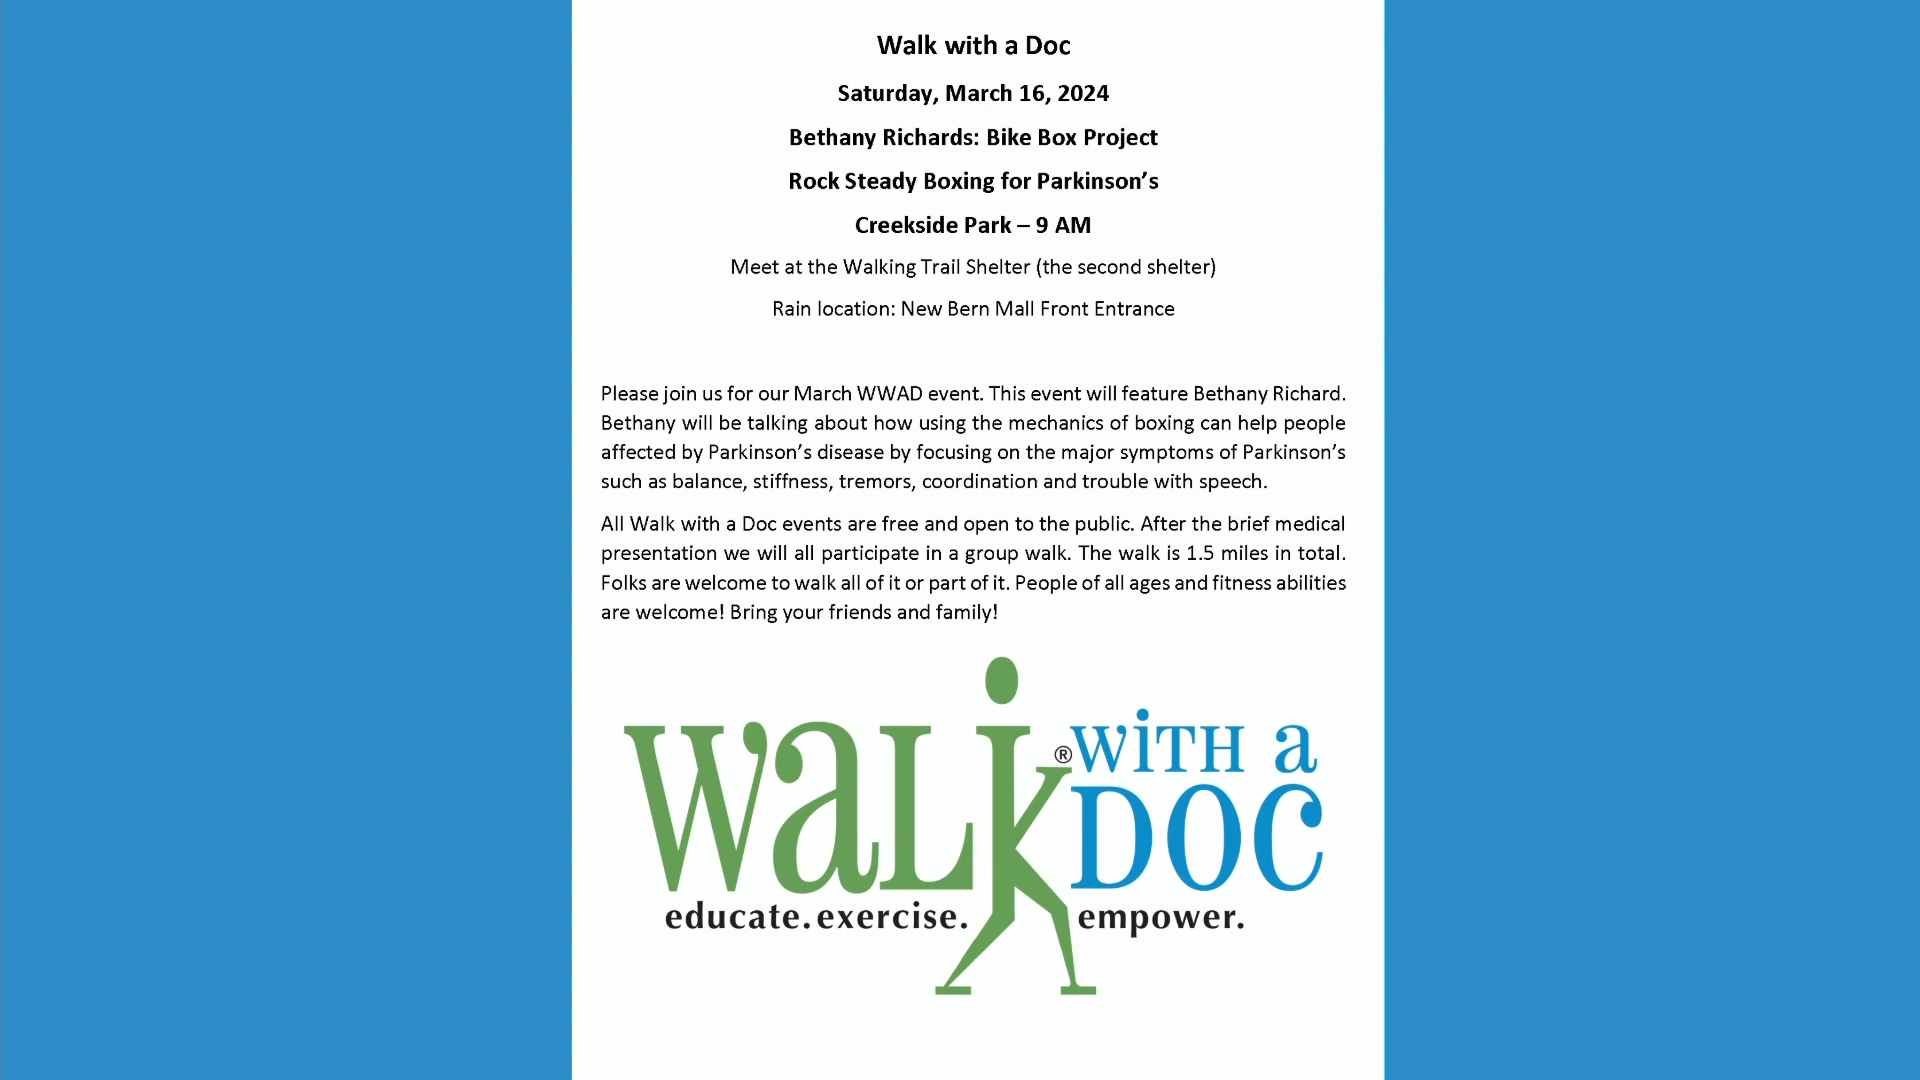 Walk with a Doc
Saturday, March 16, 2024
Bethany Richards: Bike Box Project
Rock Steady Boxing for Parkinson’s
Creekside Park – 9 AM
Meet at the Walking Trail Shelter (the second shelter)
Rain location: New Bern Mall Front Entrance
Please join us for our March WWAD event. This event will feature Bethany Richard.
Bethany will be talking about how using the mechanics of boxing can help people
affected by Parkinson’s disease by focusing on the major symptoms of Parkinson’s
such as balance, stiffness, tremors, coordination and trouble with speech.
All Walk with a Doc events are free and open to the public. After the brief medical
presentation we will all participate in a group walk. The walk is 1.5 miles in total.
Folks are welcome to walk all of it or part of it. People of all ages and fitness abilities
are welcome! Bring your friends and family!
WaLk® WiTH a
DOC
educate. exercise. empower.